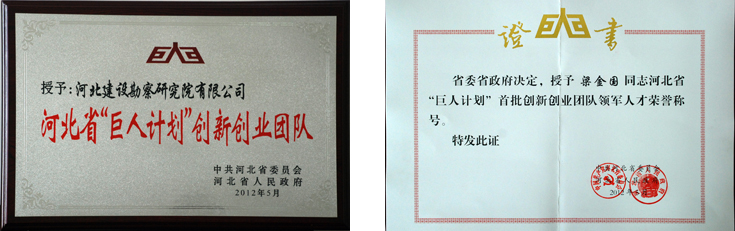 授予：河北建设勘察研究院有限公司
河北省“巨人计划”创新创业团队
中共河北省委员会
河北省人民政府
2012年5月
證書
省委省政府决定，授予 梁金国 同志河北省
“巨人计划”首批创新创业团队领军人才荣誉称
号。
特发此证